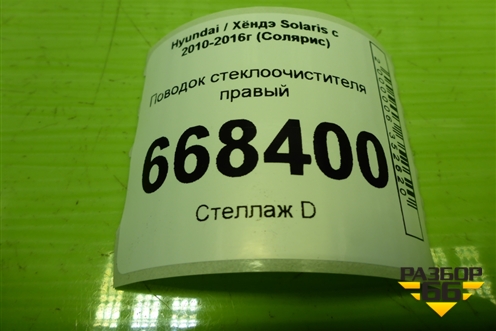 Hyundai / Хёндэ Solaris с
2010-2016г (Солярис)
Поводок стеклоочистителя
правый
668400
Стеллаж D
РАЗБОР
66